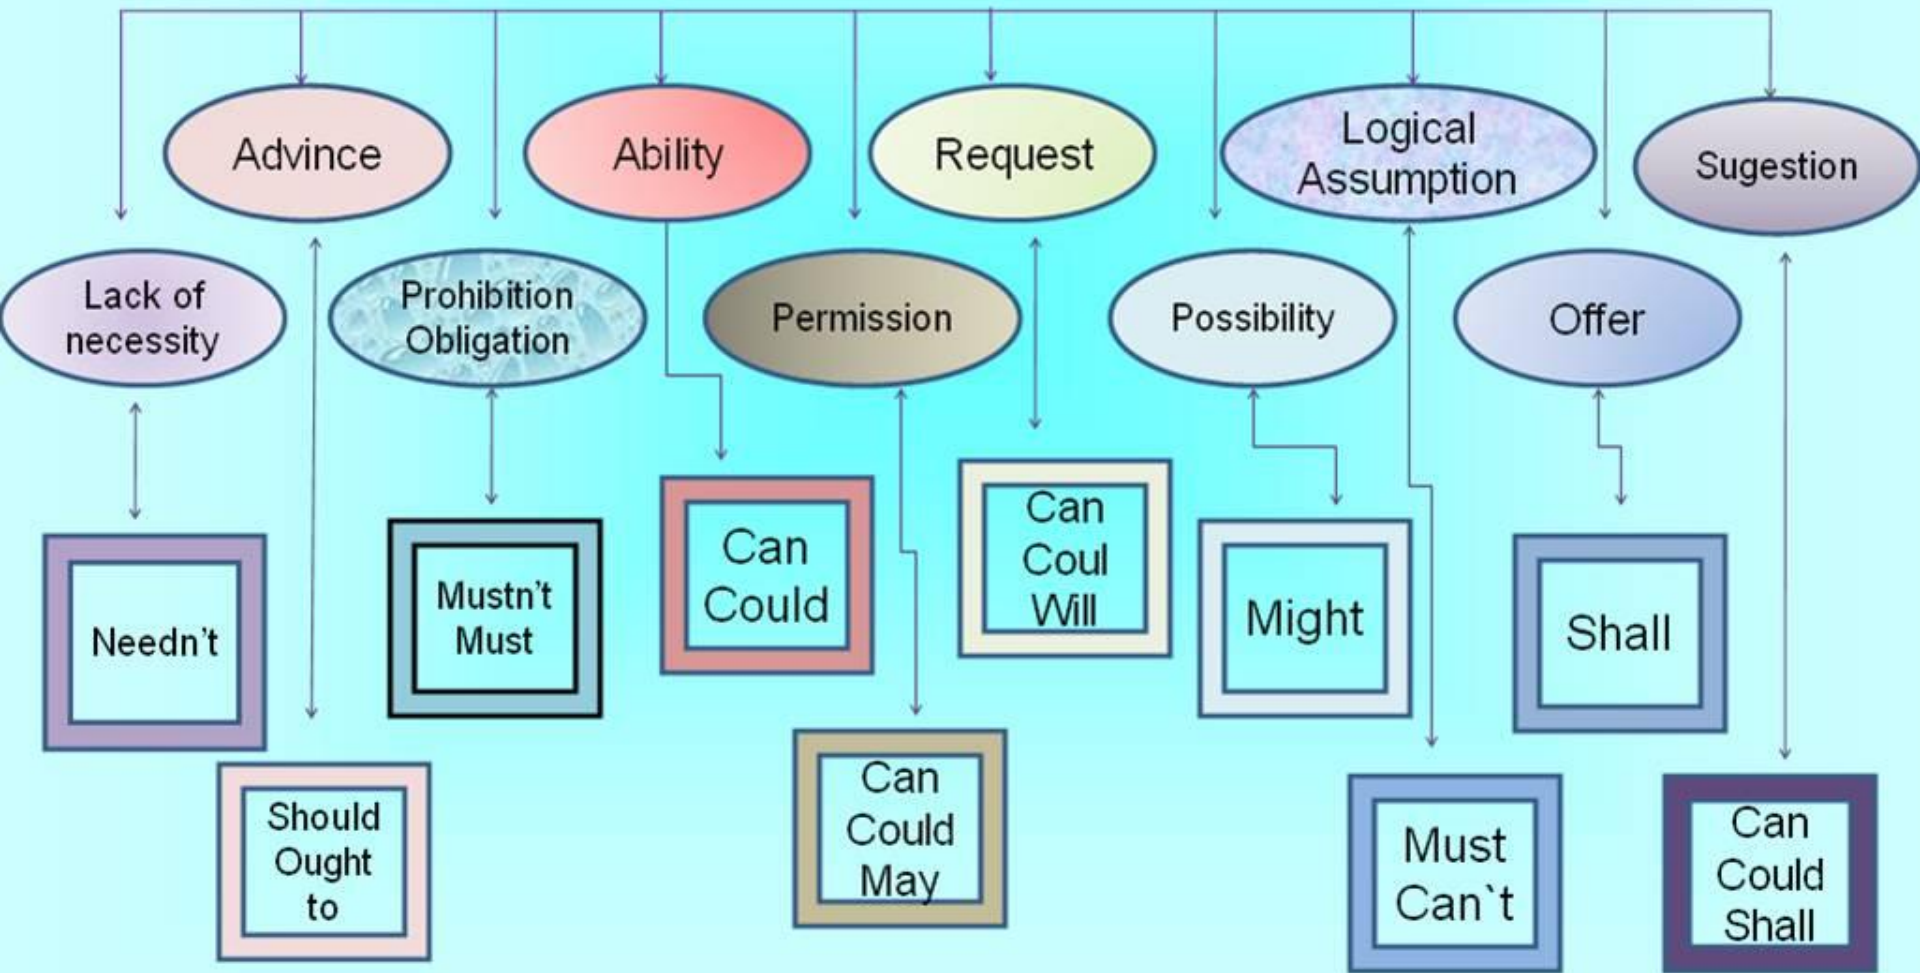 Advince
Ability
Request
Logical
Assumption
Sugestion
Lack of
necessity
Prohibition
Obligation
Permission
Possibility
Offer
Needn't
Mustn't
Must
Can
Could
Can
Coul
Will
Might
Shall
Should
Ought
to
Can
Could
May
Must
Can`t
Can
Could
Shall